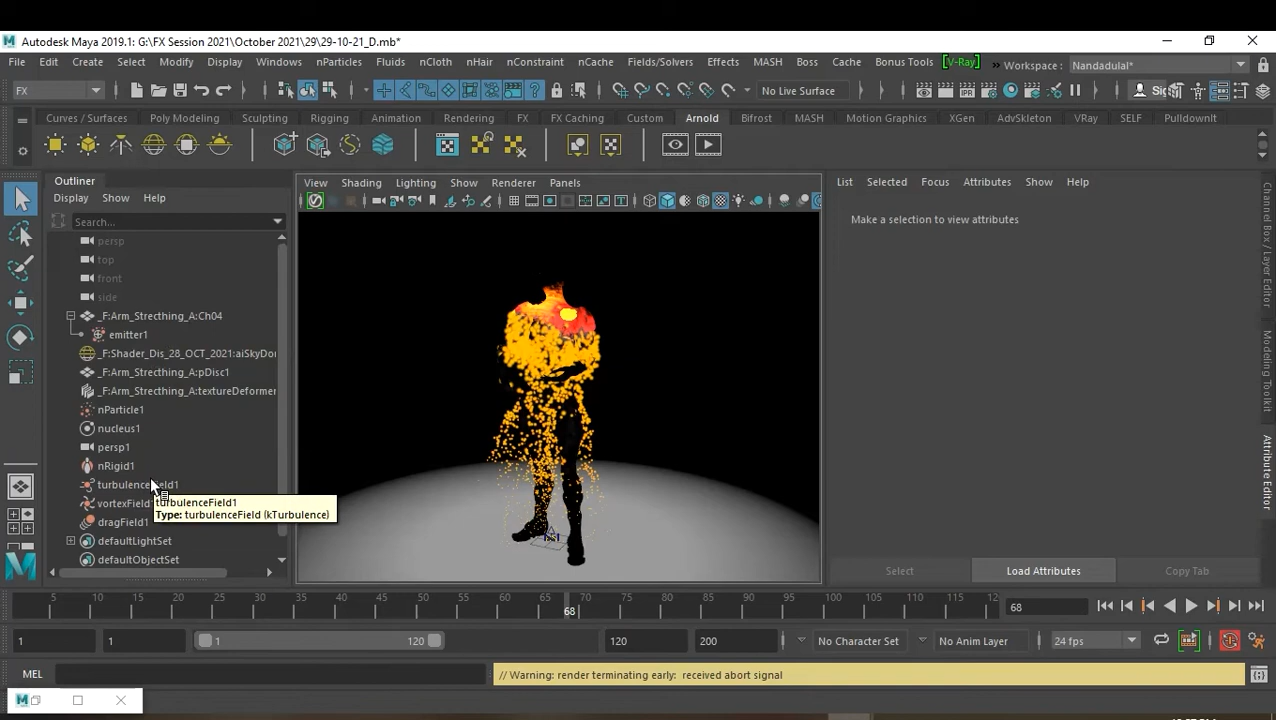 Autodesk Maya 2019.1: G:\FX Session 2021\October 2021\29\29-10-21_D.mb*
File Edit Create Select Modify Display Windows nParticles Fluids nCloth nHair nConstraint nCache Fields/Solvers Effects MASH Boss Cache Bonus Tools [V-Ray] Workspace : Nandadulal*
FX No Live Surface
Curves / Surfaces Poly Modeling Sculpting Rigging Animation Rendering FX FX Caching Custom Arnold Bifrost MASH Motion Graphics XGen AdvSkeleton VRay SELF PulldownIt
Outliner
Display Show Help
Search...
persp
top
front
side
_F:Arm_Strecthing_A:Ch04
emitter1
_F:Shader_Dis_28_OCT_2021:aiSkyDor
_F:Arm_Strecthing_A:pDisc1
_F:Arm_Strecthing_A:textureDeformer
nParticle1
nucleus1
persp1
nRigid1
turbulenceField1
vortexField
dragField1
defaultLightSet
defaultObjectSet
turbulenceField1
Type: turbulenceField (kTurbulence)
View Shading Lighting Show Renderer Panels
List Selected Focus Attributes Show Help
Make a selection to view attributes
Select Load Attributes Copy Tab
Channel Box / Layer Editor
Modeling Toolkit
Attribute Editor
5 10 15 20 25 30 35 40 45 50 55 60 65 70 75 80 85 90 95 100 105 110 115 12
68
68
1 1 1 120 120 200 No Character Set No Anim Layer 24 fps
MEL // Warning: render terminating early: received abort signal